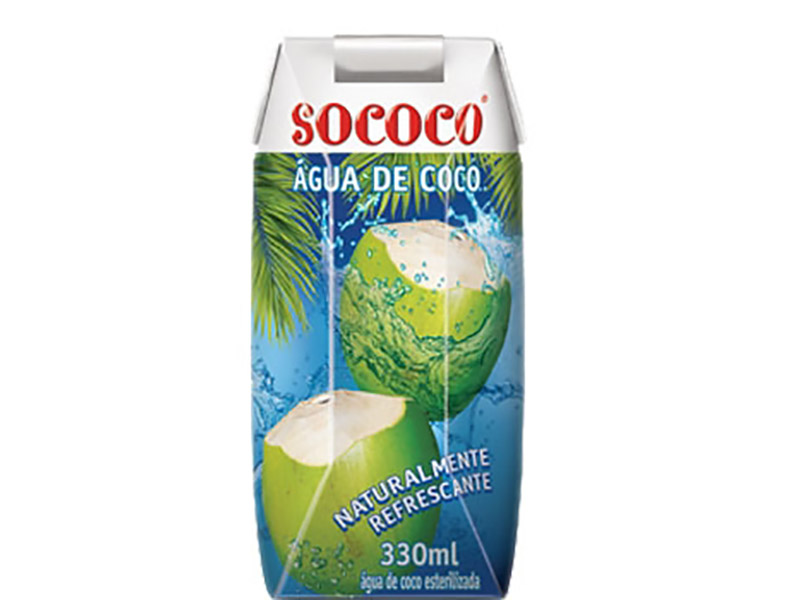 SOCOCO®
ÁGUA DE COCO
NATURALMENTE
REFRESCANTE
330ml
água de coco esterilizada